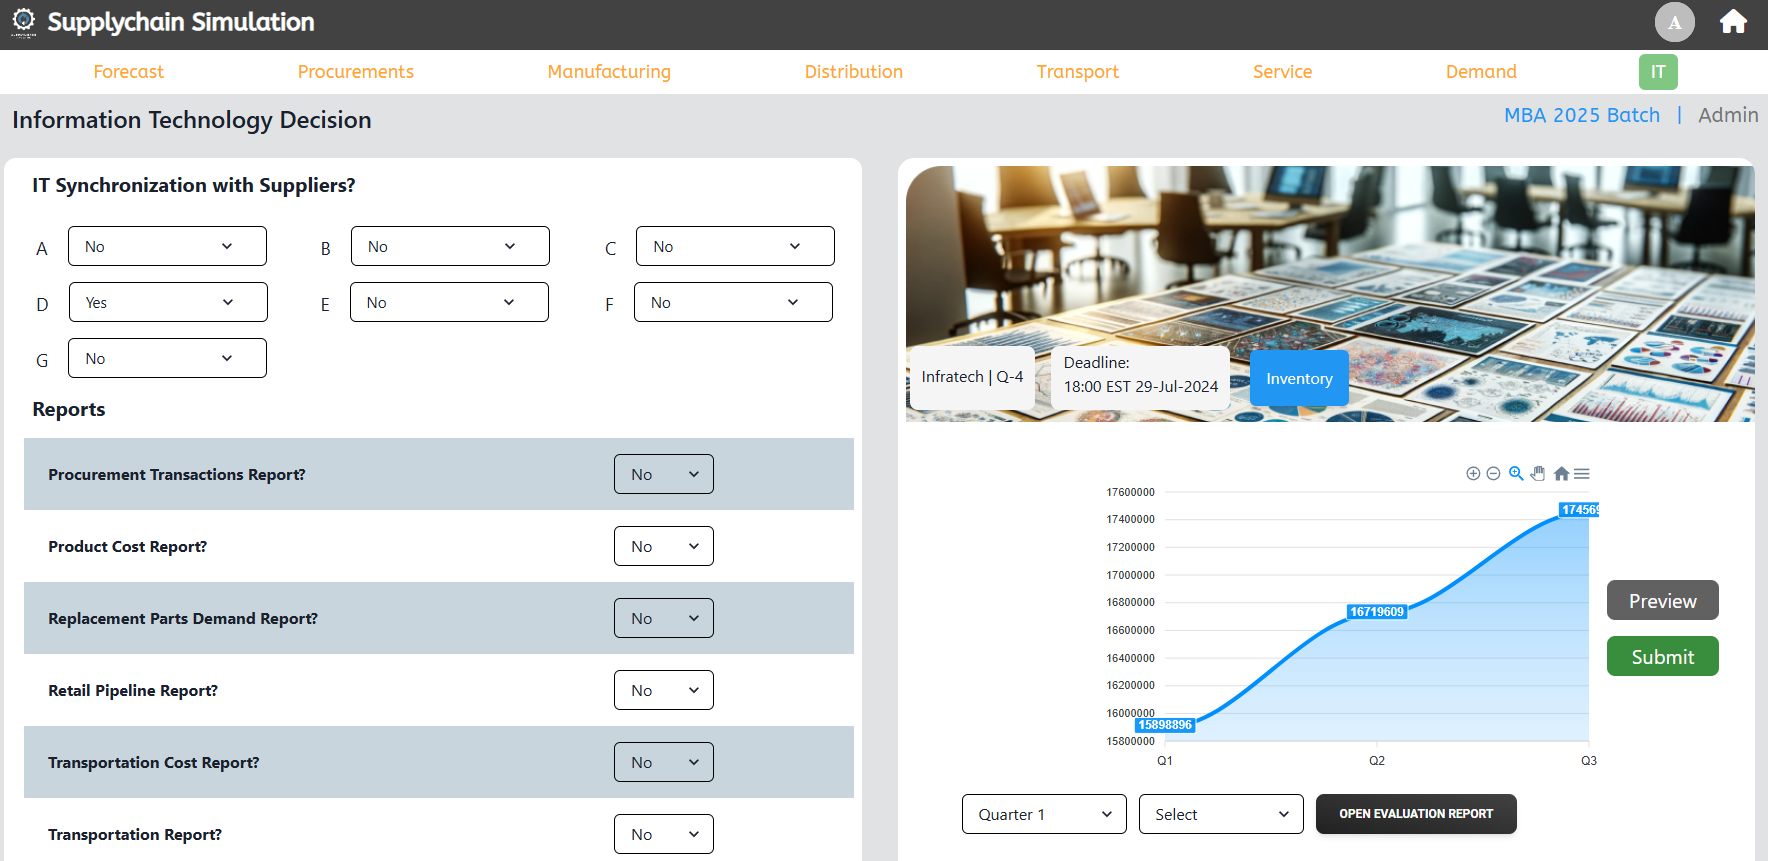 Supplychain Simulation
A
Forecast
Procurements
Manufacturing
Distribution
Transport
Service
Demand
IT
Information Technology Decision
MBA 2025 Batch | Admin
IT Synchronization with Suppliers?
A No
B No
C No
D Yes
E No
F No
G No
Reports
Procurement Transactions Report? No
Product Cost Report? No
Replacement Parts Demand Report? No
Retail Pipeline Report? No
Transportation Cost Report? No
Transportation Report? No
Infratech | Q-4
Deadline:
18:00 EST 29-Jul-2024
Inventory
17600000
17400000
17200000
17000000
16800000
16600000
16400000
16200000
16000000
15800000
15898896
16719609
174569
Q1
Q2
Q3
Preview
Submit
Quarter 1
Select
OPEN EVALUATION REPORT